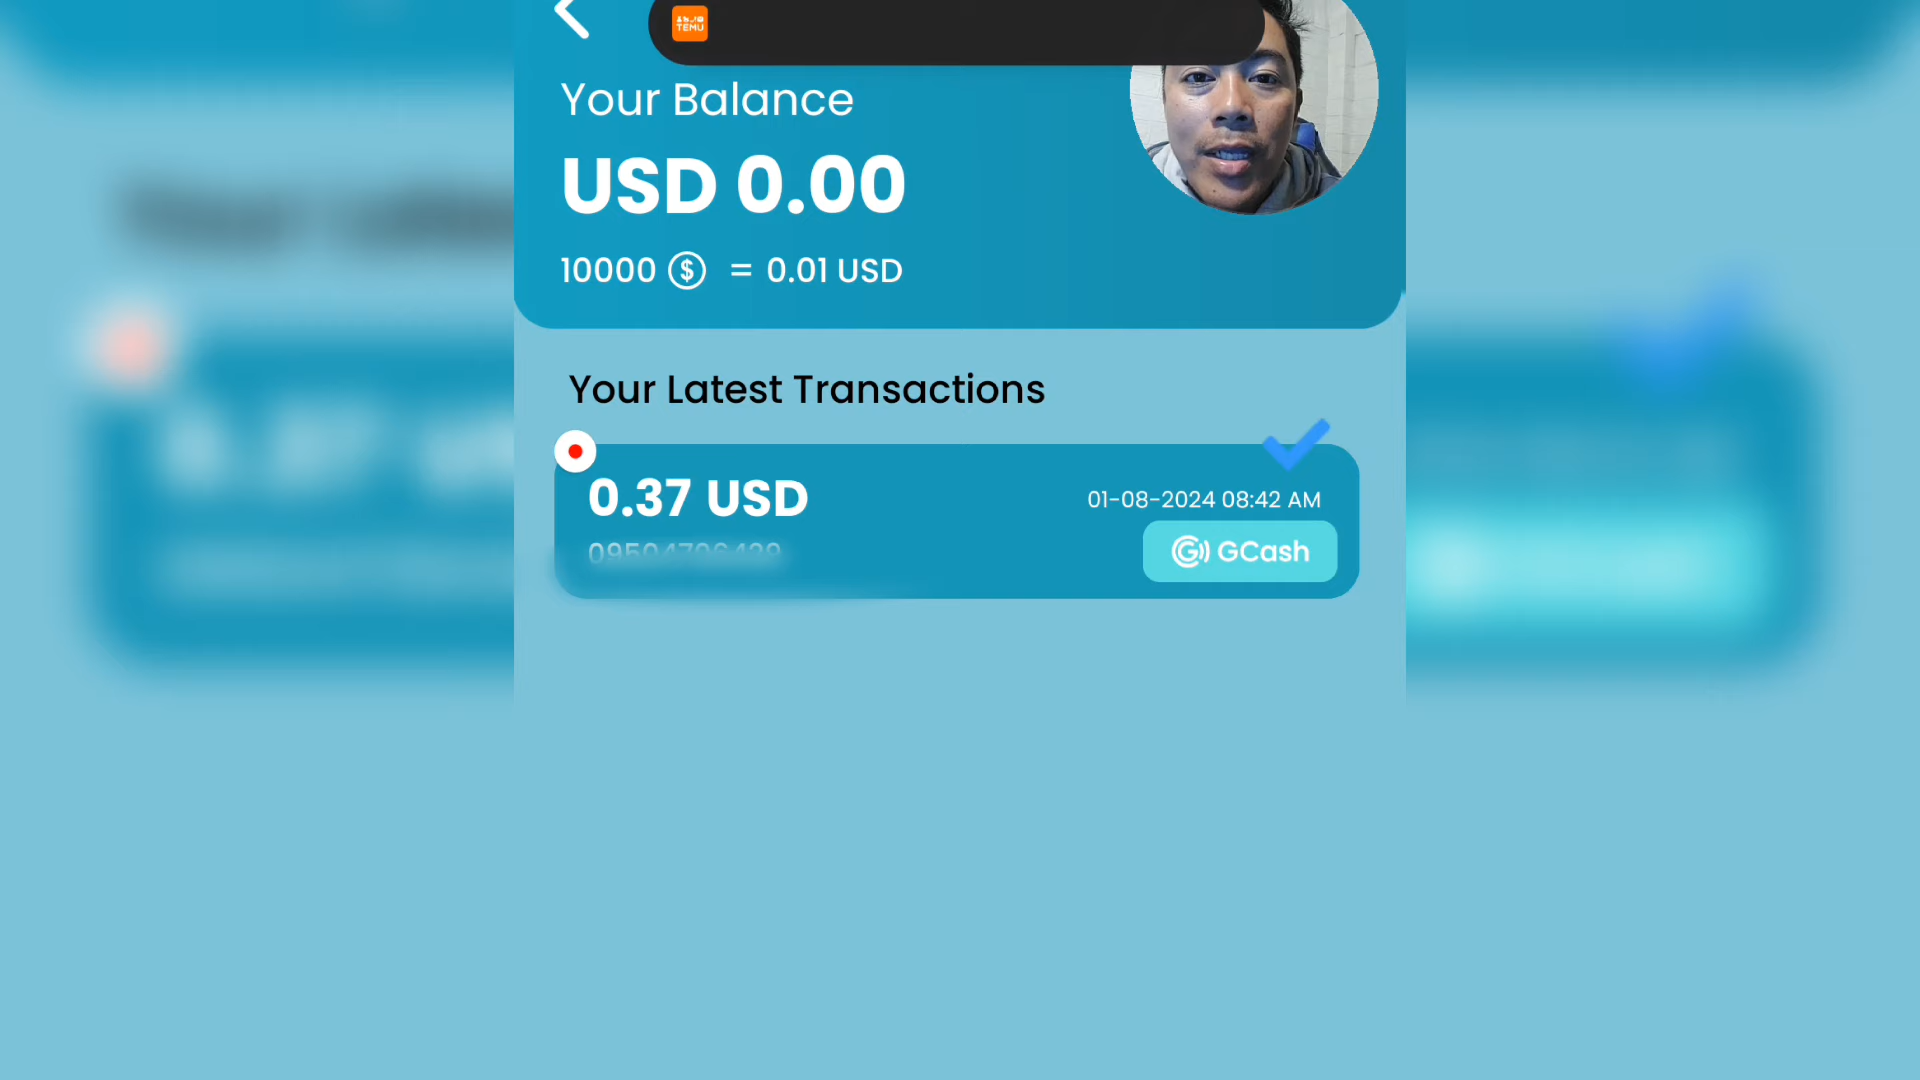 TEMU
Your Balance
USD 0.00
10000 $ = 0.01 USD
Your Latest Transactions
0.37 USD
01-08-2024 08:42 AM
GCash